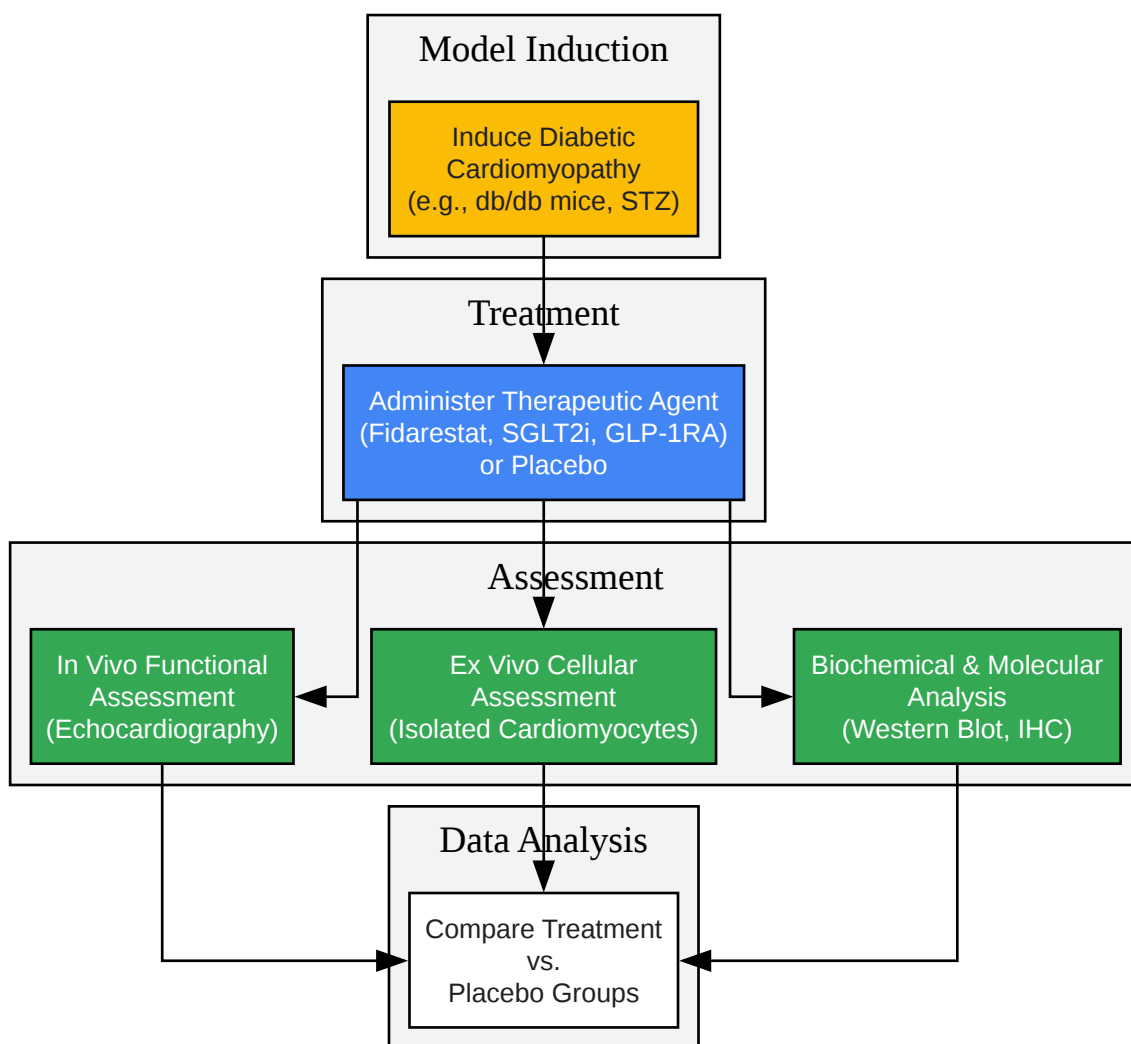 Model Induction
Induce Diabetic
Cardiomyopathy
(e.g., db/db mice, STZ)
Treatment
Administer Therapeutic Agent
(Fidarestat, SGLT2i, GLP-1RA)
or Placebo
Assessment
In Vivo Functional
Assessment
(Echocardiography)
Ex Vivo Cellular
Assessment
(Isolated Cardiomyocytes)
Biochemical & Molecular
Analysis
(Western Blot, IHC)
Data Analysis
Compare Treatment
vs.
Placebo Groups